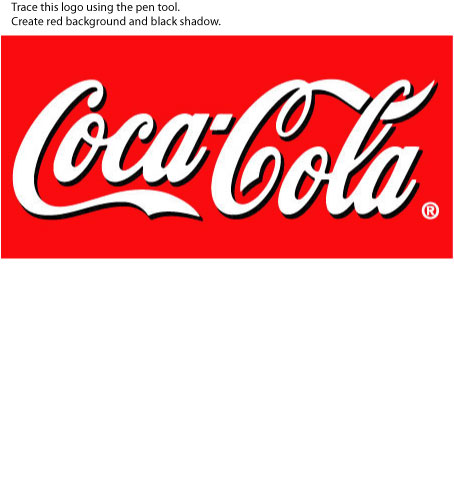 Trace this logo using the pen tool.
Create red background and black shadow.
Coca-Cola
®